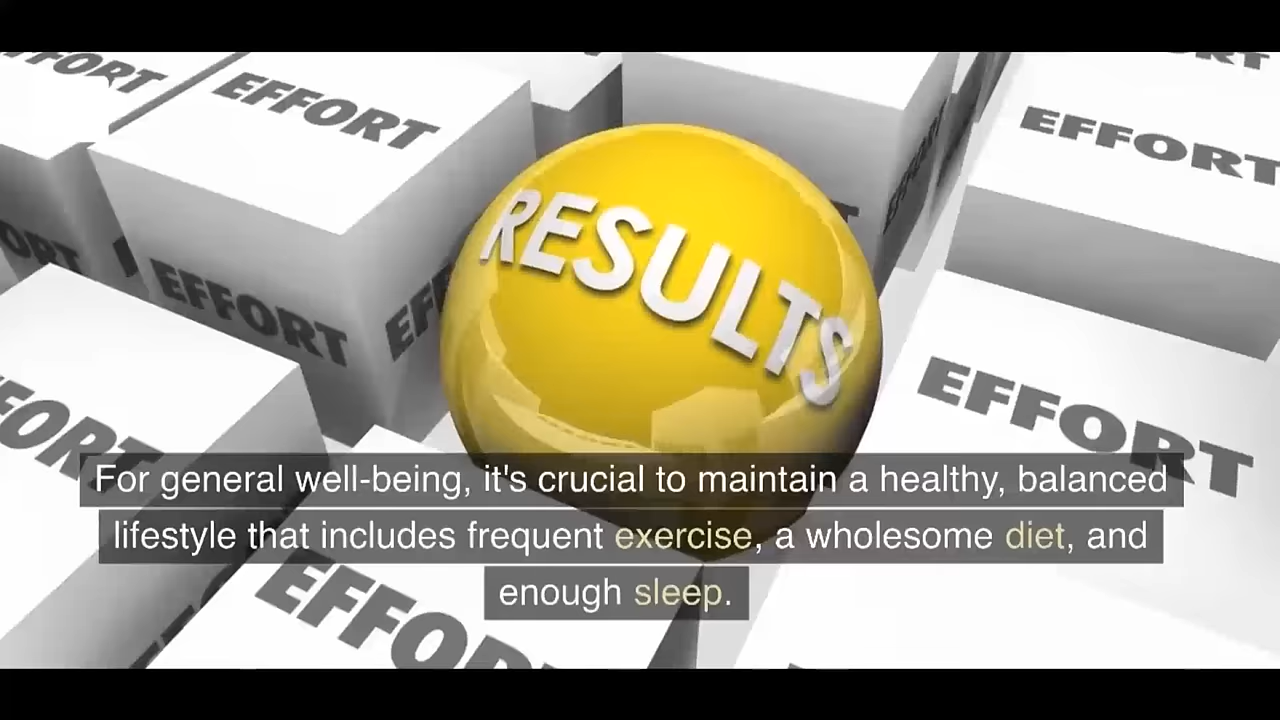 EFFORT
EFFORT
EFFORT
RESULTS
EFFORT
EFFORT
For general well-being, it's crucial to maintain a healthy, balanced
lifestyle that includes frequent exercise, a wholesome diet, and
enough sleep.
EFFORT